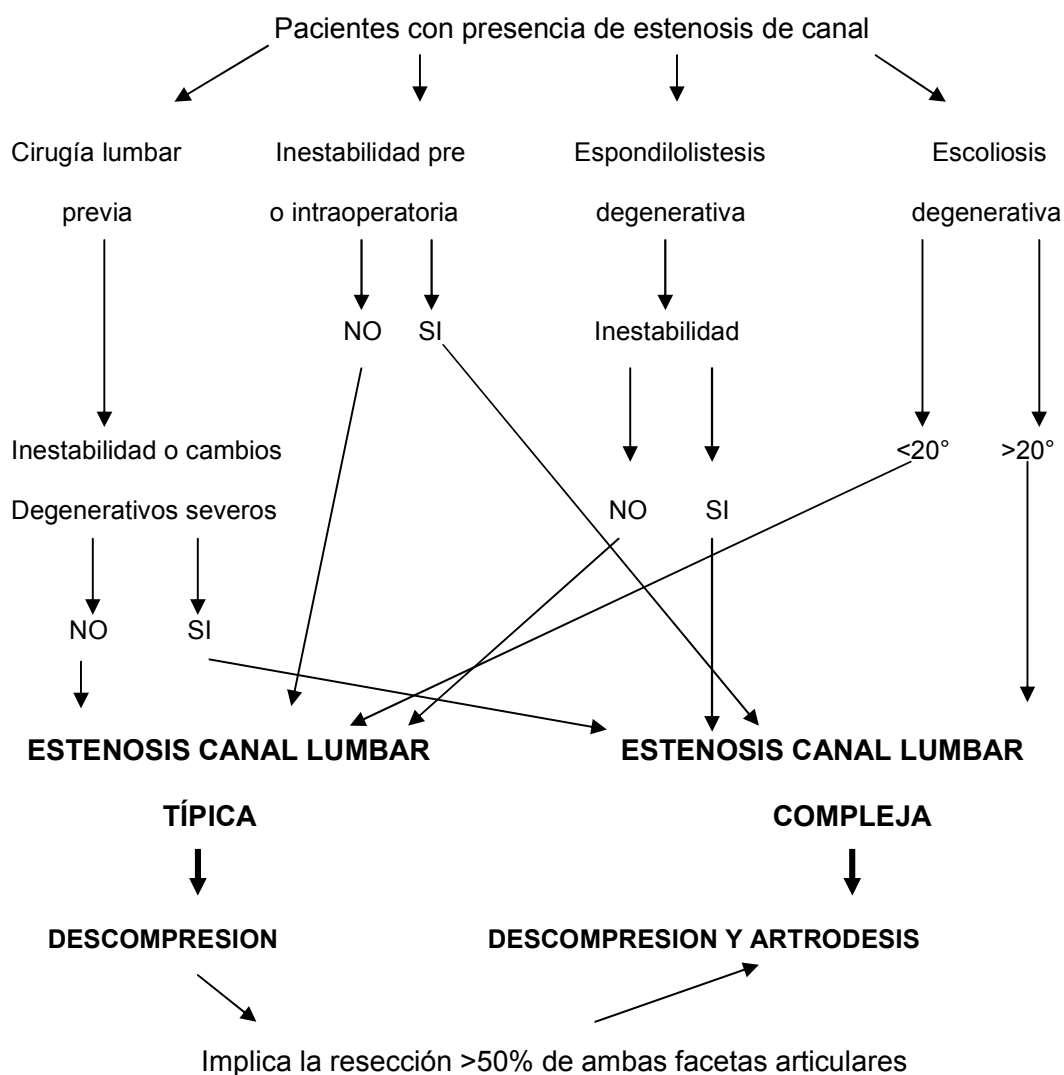 Pacientes con presencia de estenosis de canal
Cirugía lumbar
previa
Inestabilidad pre
o intraoperatoria
Espondilolistesis
degenerativa
Escoliosis
degenerativa
NO SI
Inestabilidad
Inestabilidad o cambios
Degenerativos severos
<20° >20°
NO SI
NO SI
ESTENOSIS CANAL LUMBAR
TÍPICA
ESTENOSIS CANAL LUMBAR
COMPLEJA
DESCOMPRESION
DESCOMPRESION Y ARTRODESIS
Implica la resección >50% de ambas facetas articulares